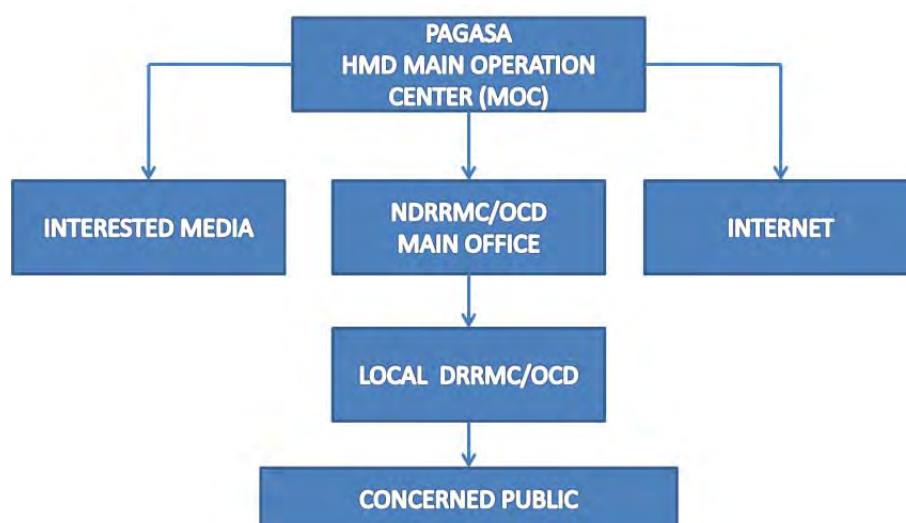 PAGASA
HMD MAIN OPERATION
CENTER (MOC)
INTERESTED MEDIA
NDRRMC/OCD
MAIN OFFICE
INTERNET
LOCAL DRRMC/OCD
CONCERNED PUBLIC